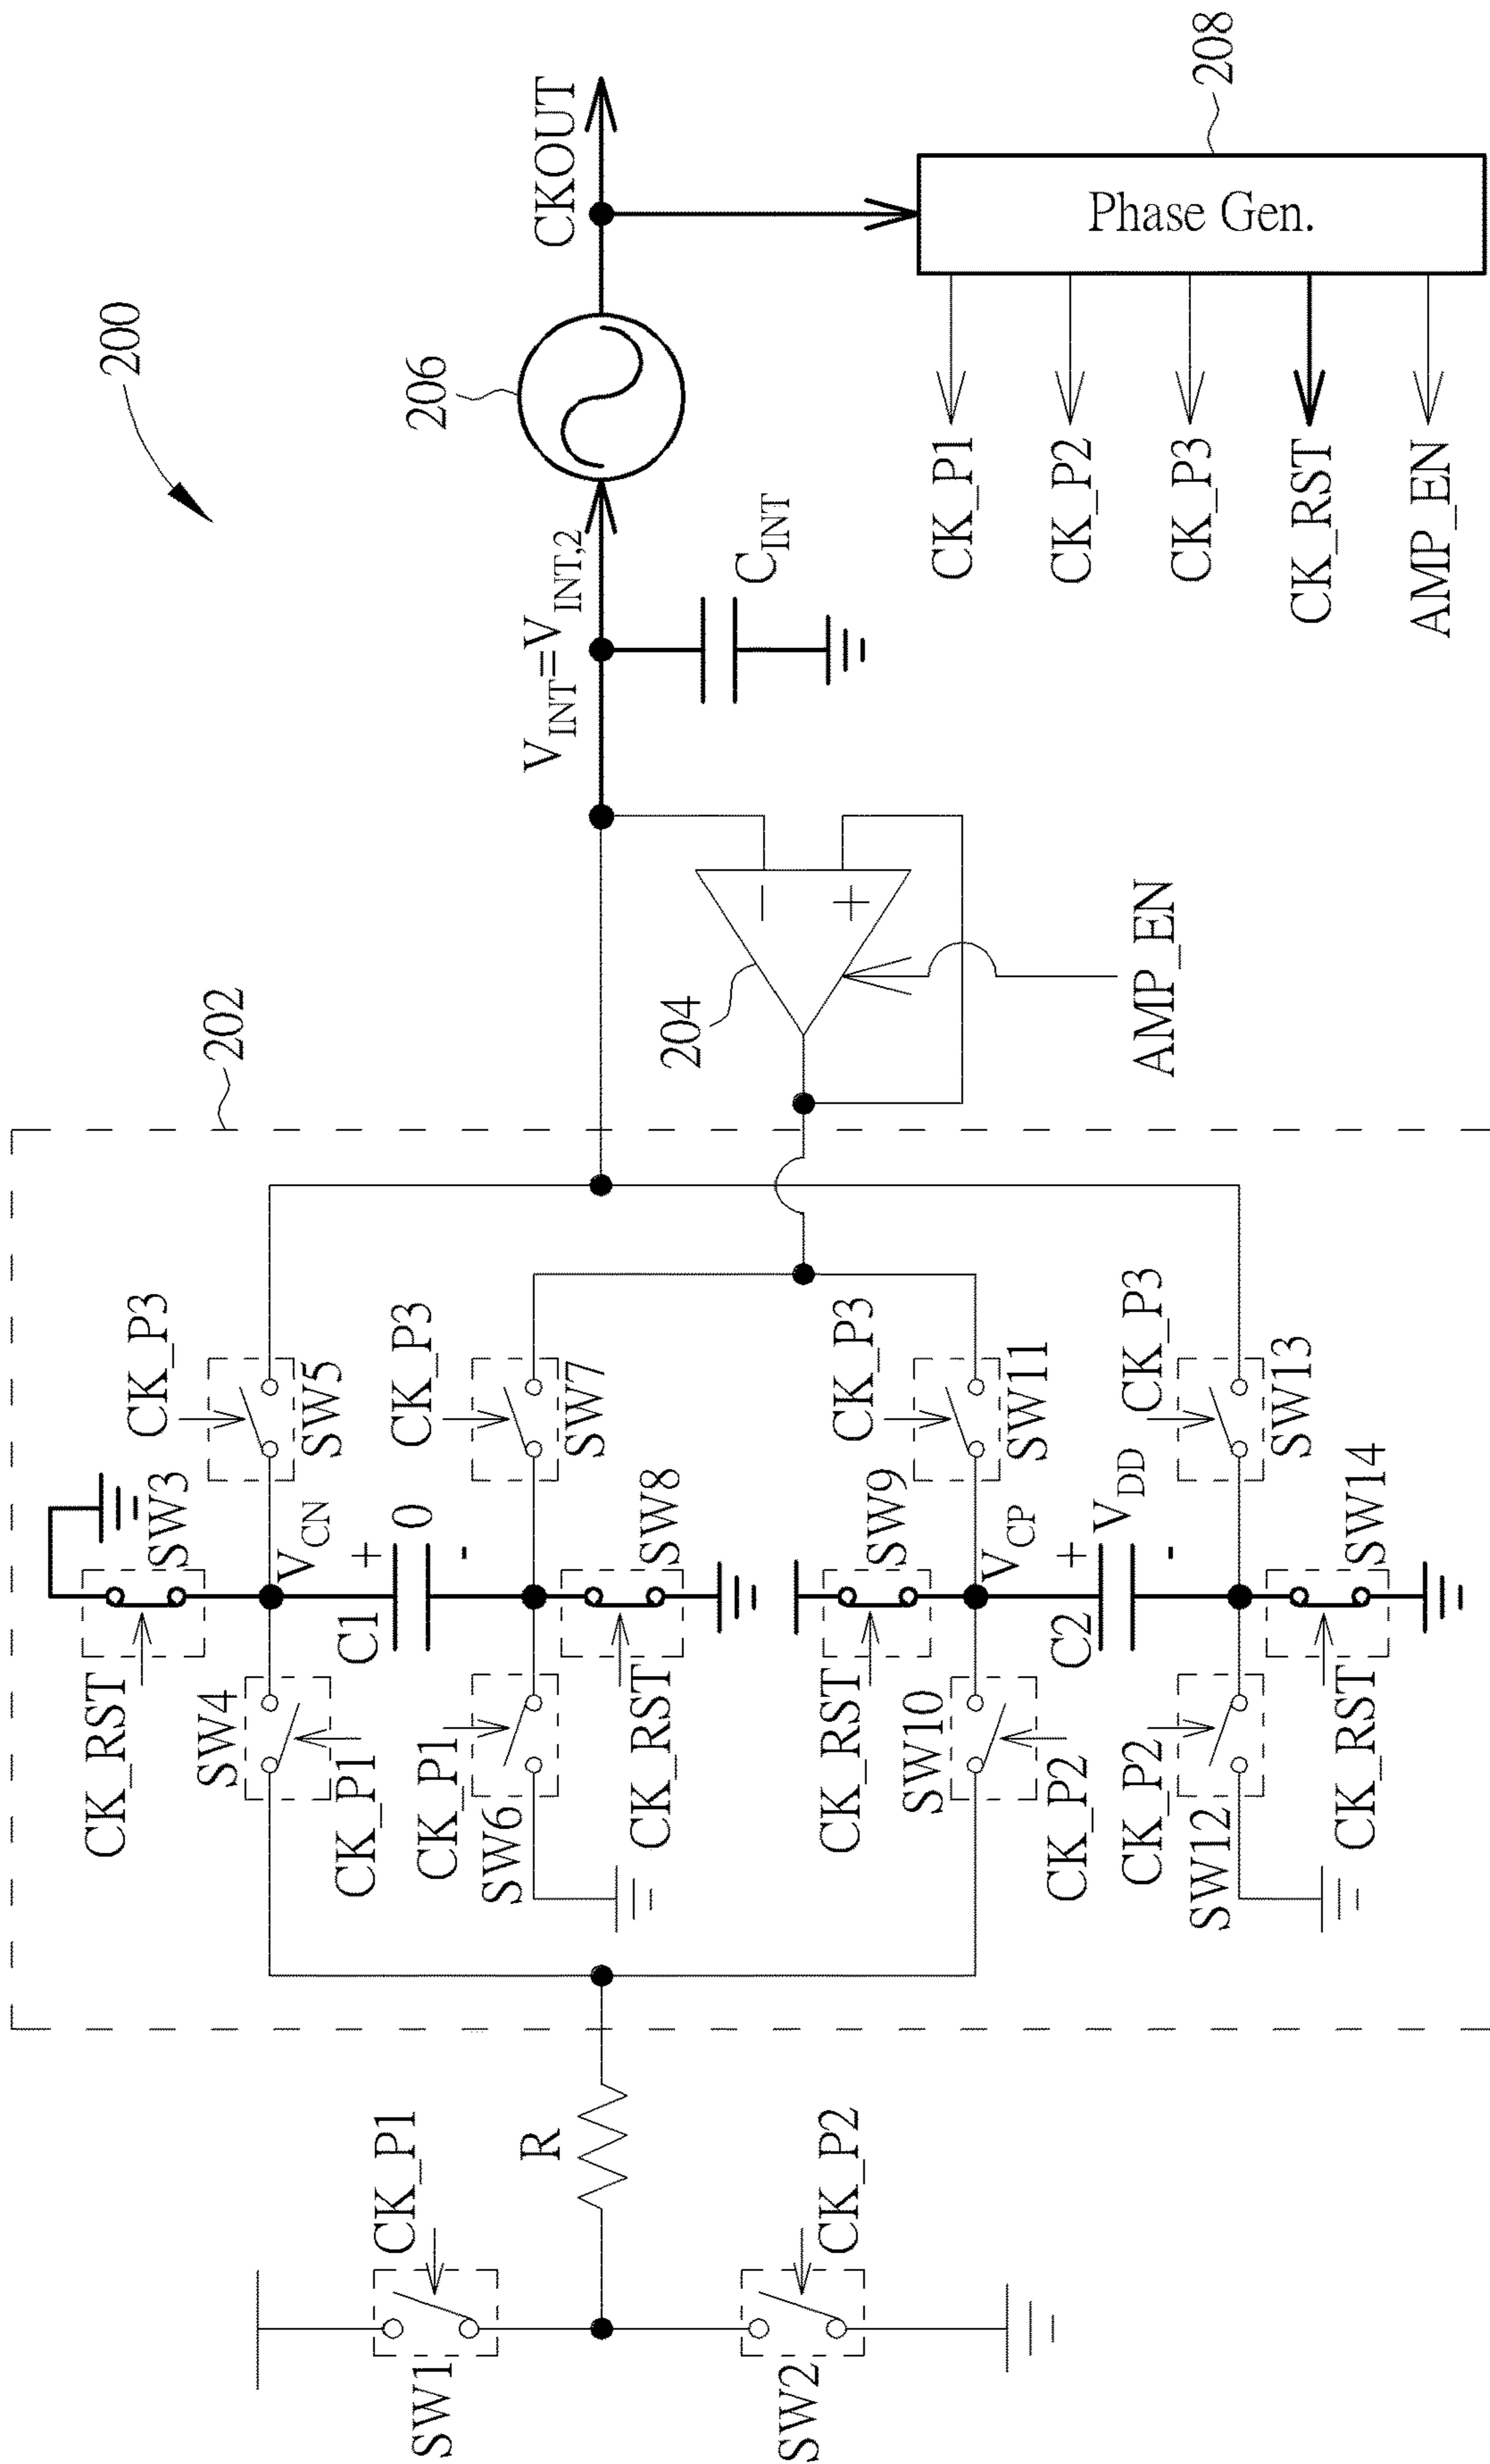 200
202
CK_P3
SW5
CK_P3
SW7
CK_P3
SW11
CK_P3
SW13
SW3
V_CN
+
0
-
C1
SW8
SW9
V_CP
+
V_DD
-
C2
SW14
CK_RST
SW4
CK_P1
CK_P1
SW6
CK_RST
CK_RST
SW10
CK_P2
CK_P2
SW12
CK_RST
CK_P1
SW1
R
CK_P2
SW2
204
-
+
AMP_EN
V_INT=V_INT,2
C_INT
206
CKOUT
208
Phase Gen.
CK_P1
CK_P2
CK_P3
CK_RST
AMP_EN